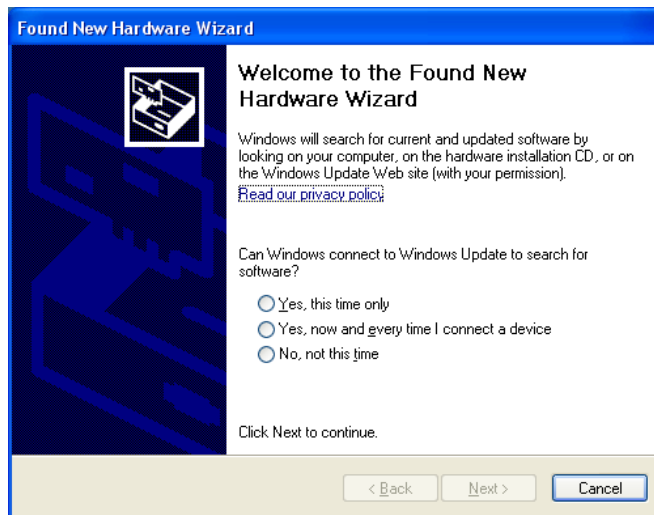 Found New Hardware Wizard
Welcome to the Found New
Hardware Wizard
Windows will search for current and updated software by
looking on your computer, on the hardware installation CD, or on
the Windows Update Web site (with your permission).
Read our privacy policy
Can Windows connect to Windows Update to search for
software?
Yes, this time only
Yes, now and every time I connect a device
No, not this time
Click Next to continue.
< Back Next > Cancel